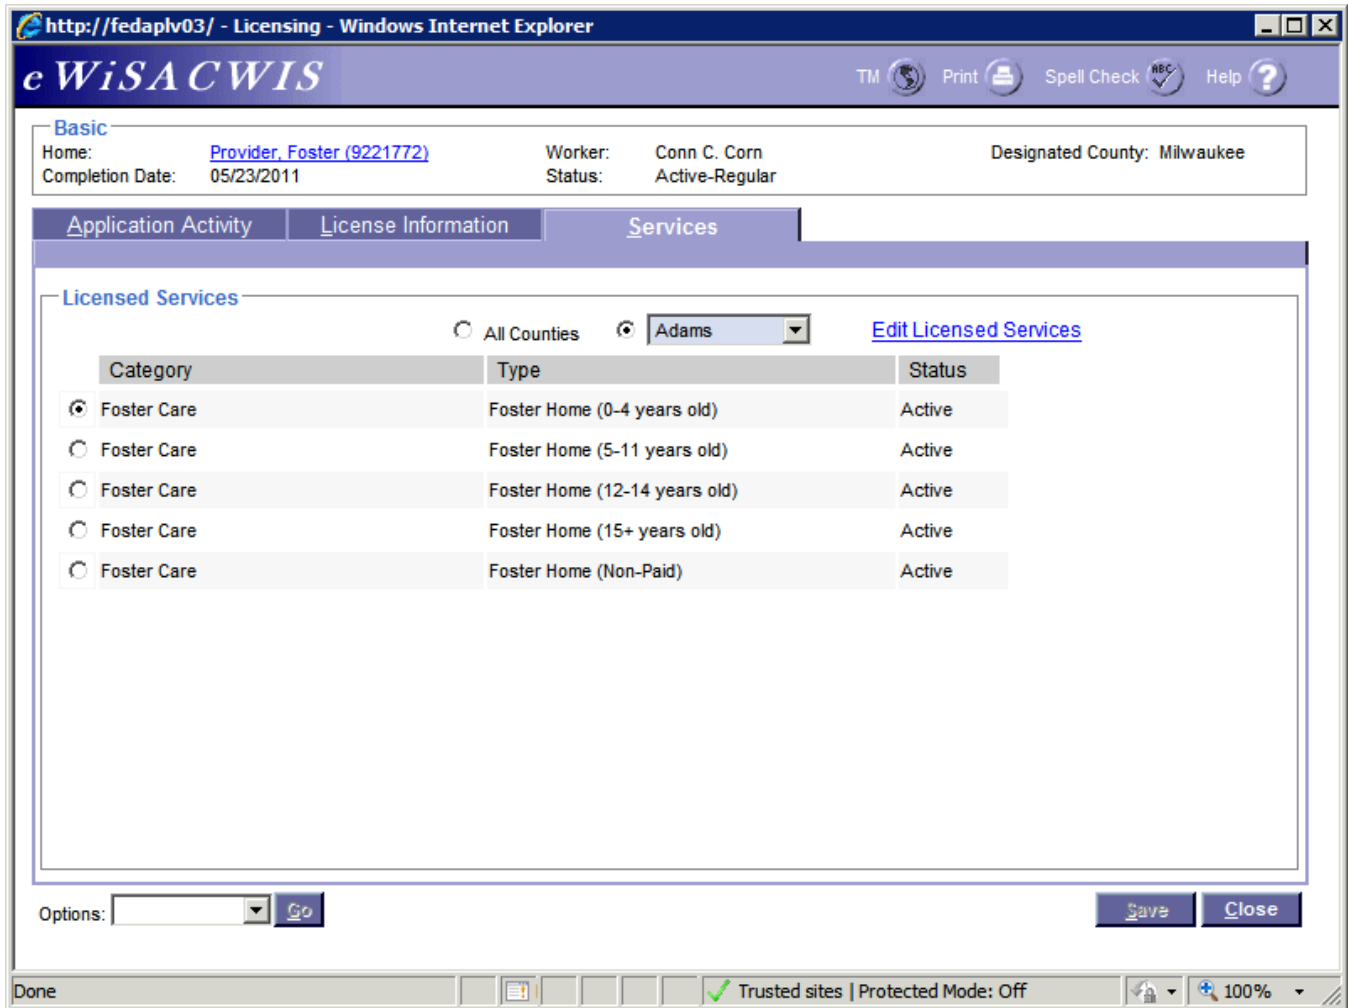 http://fedaplv03/ - Licensing - Windows Internet Explorer
e WiSACWIS TM Print Spell Check ABC Help ?
Basic
Home: Provider, Foster (9221772) Worker: Conn C. Corn Designated County: Milwaukee
Completion Date: 05/23/2011 Status: Active-Regular
Application Activity License Information Services
Licensed Services
All Counties Adams Edit Licensed Services
Category Type Status
Foster Care Foster Home (0-4 years old) Active
Foster Care Foster Home (5-11 years old) Active
Foster Care Foster Home (12-14 years old) Active
Foster Care Foster Home (15+ years old) Active
Foster Care Foster Home (Non-Paid) Active
Options: Go Save Close
Done Trusted sites | Protected Mode: Off 100%